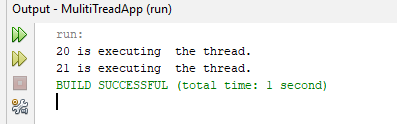 Output - MulitiTreadApp (run)
run:
20 is executing  the thread.
21 is executing  the thread.
BUILD SUCCESSFUL (total time: 1 second)